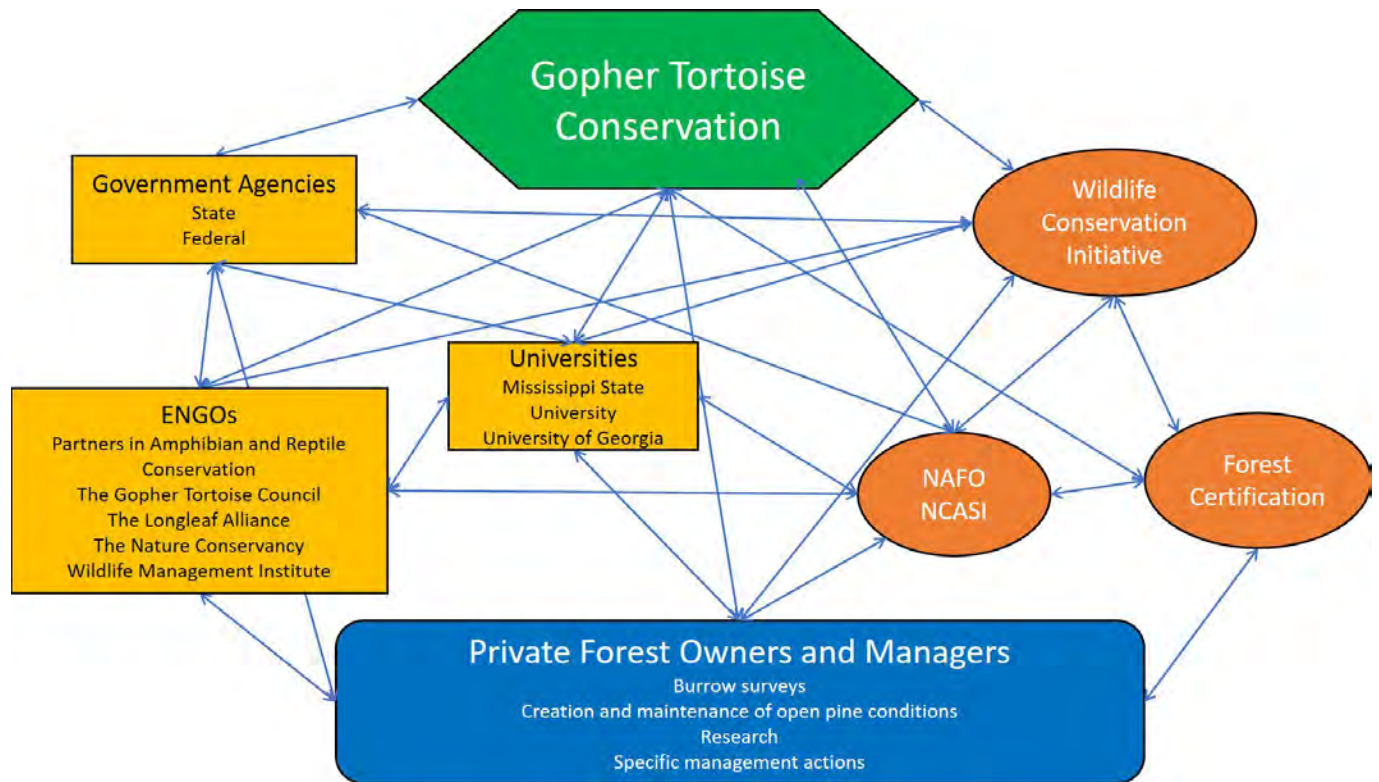 Gopher Tortoise
Conservation
Government Agencies
State
Federal
Wildlife
Conservation
Initiative
Universities
Mississippi State
University
University of Georgia
ENGOs
Partners in Amphibian and Reptile
Conservation
The Gopher Tortoise Council
The Longleaf Alliance
The Nature Conservancy
Wildlife Management Institute
NAFO
NCASI
Forest
Certification
Private Forest Owners and Managers
Burrow surveys
Creation and maintenance of open pine conditions
Research
Specific management actions